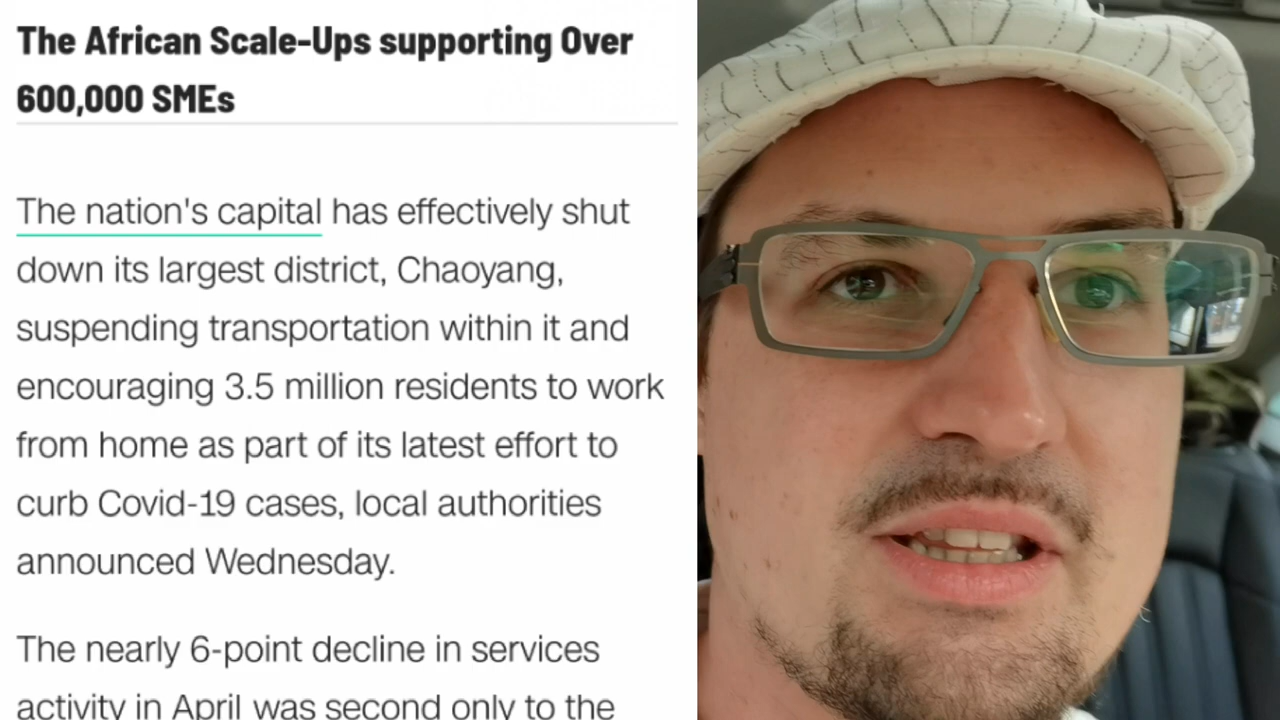 The African Scale-Ups supporting Over
600,000 SMEs
The nation's capital has effectively shut
down its largest district, Chaoyang,
suspending transportation within it and
encouraging 3.5 million residents to work
from home as part of its latest effort to
curb Covid-19 cases, local authorities
announced Wednesday.
The nearly 6-point decline in services
activity in April was second only to the